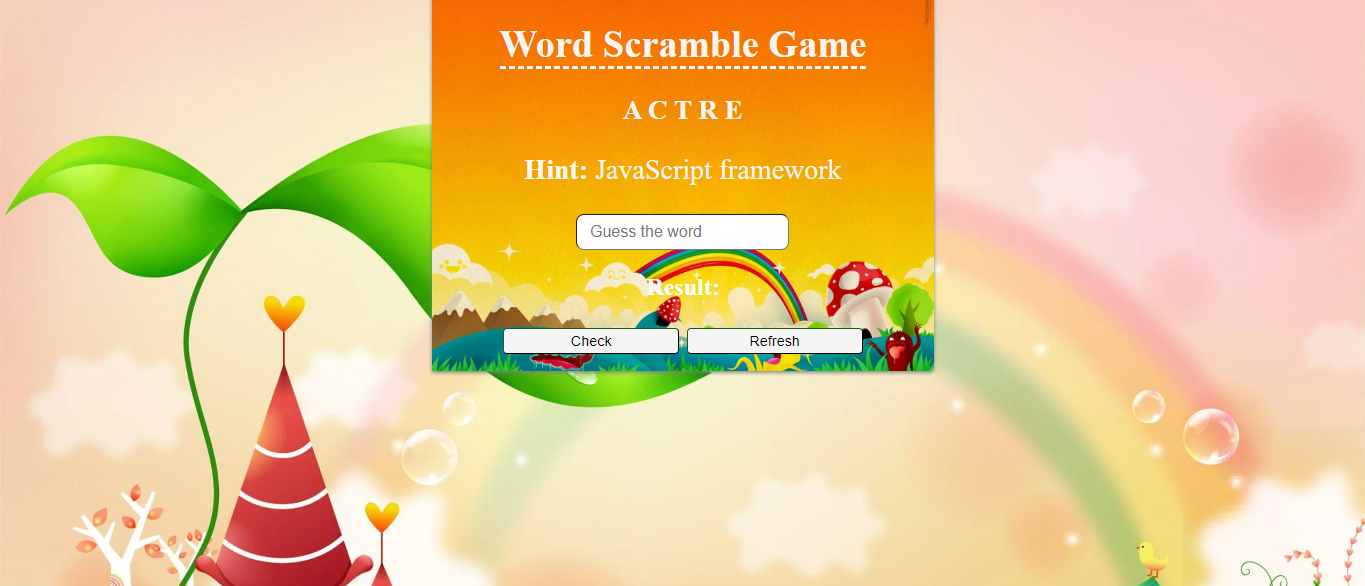 Word Scramble Game
A C T R E
Hint: JavaScript framework
Guess the word
Result:
Check Refresh